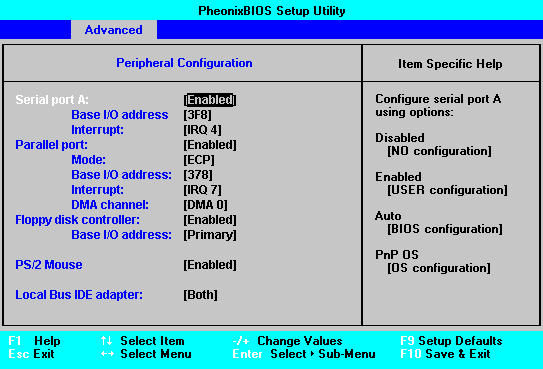 PheonixBIOS Setup Utility
Advanced
Peripheral Configuration
Serial port A: [Enabled]
Base I/O address [3F8]
Interrupt: [IRQ 4]
Parallel port: [Enabled]
Mode: [ECP]
Base I/O address: [378]
Interrupt: [IRQ 7]
DMA channel: [DMA 0]
Floppy disk controller: [Enabled]
Base I/O address: [Primary]
PS/2 Mouse [Enabled]
Local Bus IDE adapter: [Both]
Item Specific Help
Configure serial port A
using options:
Disabled
[NO configuration]
Enabled
[USER configuration]
Auto
[BIOS configuration]
PnP OS
[OS configuration]
F1 Help ↑↓ Select Item -/+ Change Values F9 Setup Defaults
Esc Exit ←→ Select Menu Enter Select ▸ Sub-Menu F10 Save & Exit